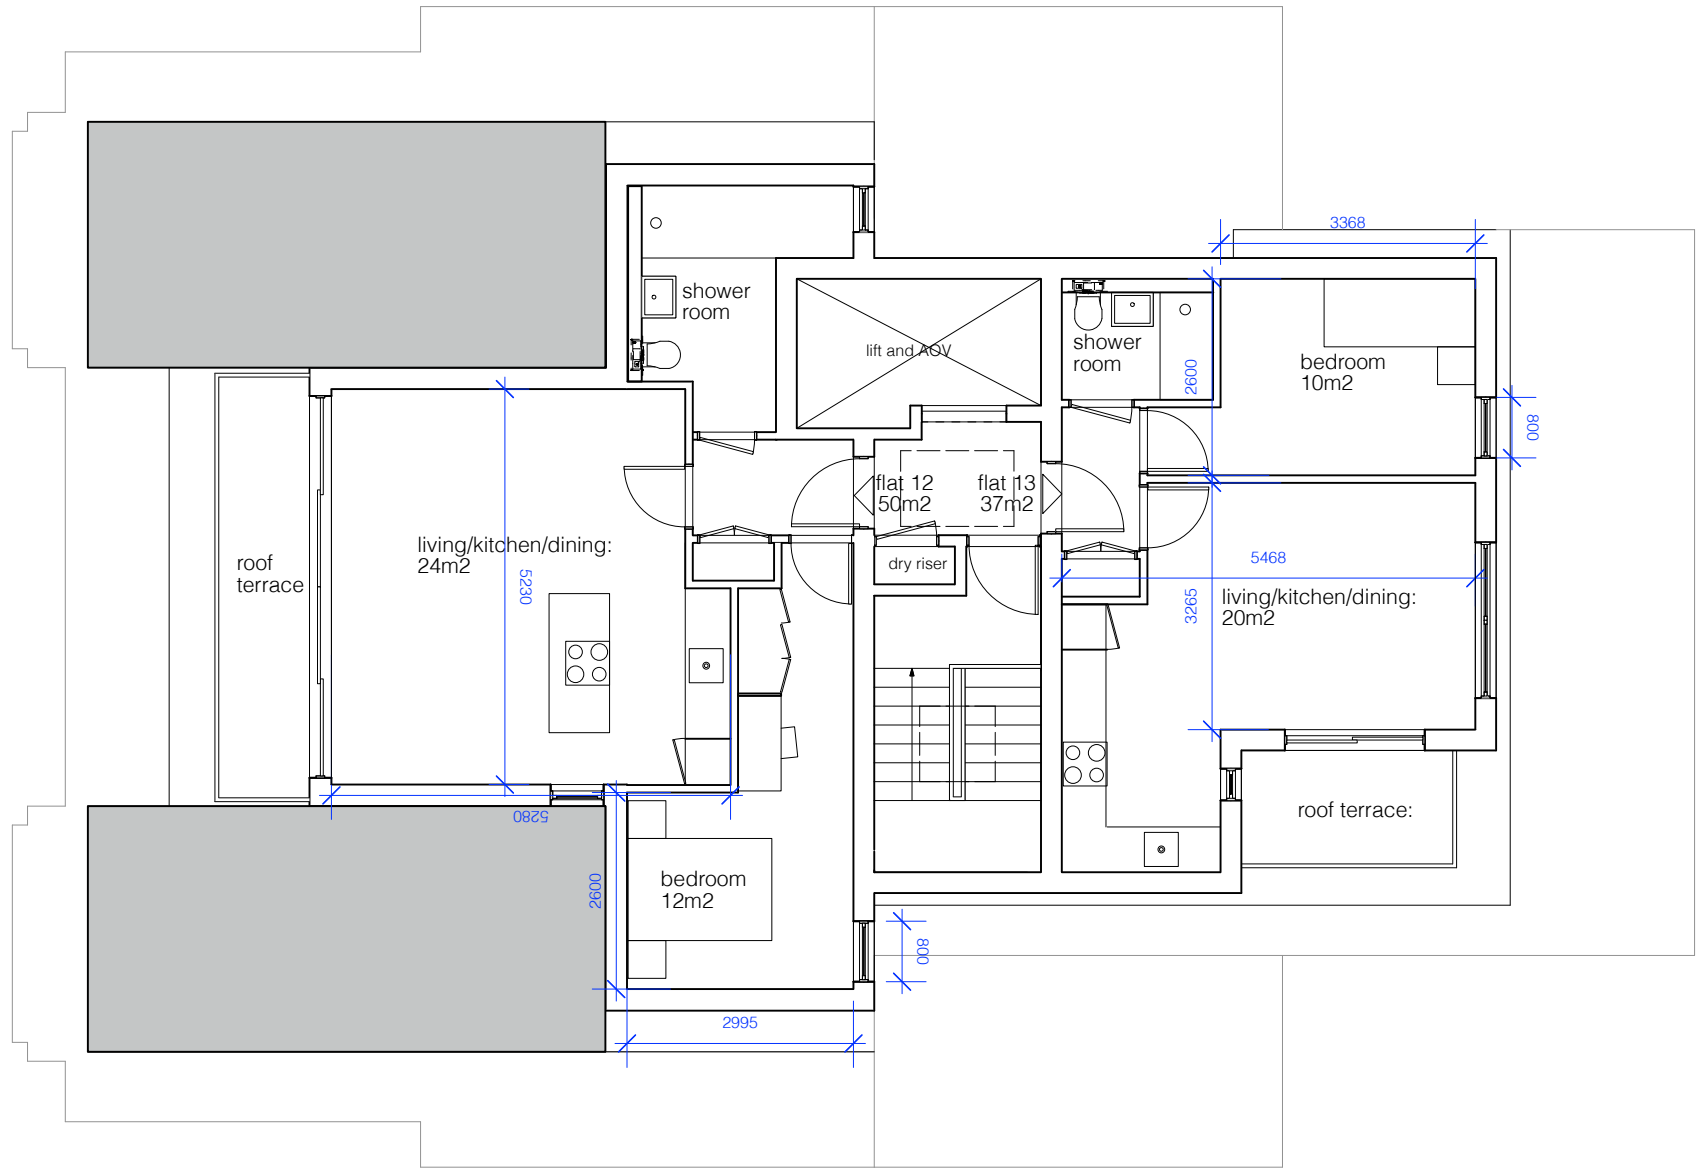 3368
shower
room
lift and AOV
shower
room
bedroom
10m2
2600
800
flat 12
50m2
flat 13
37m2
living/kitchen/dining:
24m2
roof
terrace
5230
dry riser
5468
living/kitchen/dining:
20m2
3265
5280
roof terrace:
bedroom
12m2
2600
800
2995